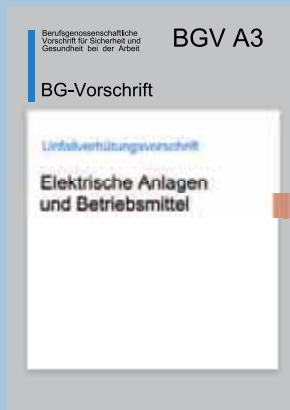 Berufsgenossenschaftliche
Vorschrift für Sicherheit und
Gesundheit bei der Arbeit
BGV A3
BG-Vorschrift
Unfallverhütungsvorschrift
Elektrische Anlagen
und Betriebsmittel